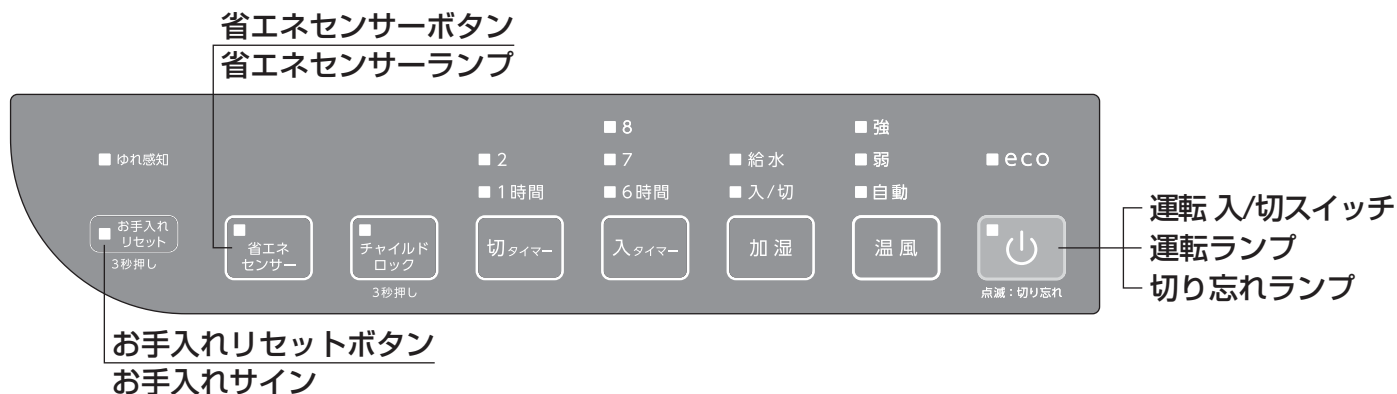 省エネセンサーボタン
省エネセンサーランプ
8
強
ゆれ感知
2
7
給水
弱
eco
1時間
6時間
入/切
自動
お手入れ
リセット
3秒押し
省エネ
センサー
チャイルド
ロック
3秒押し
切タイマー
入タイマー
加湿
温風
点滅:切り忘れ
運転 入/切スイッチ
運転ランプ
切り忘れランプ
お手入れリセットボタン
お手入れサイン